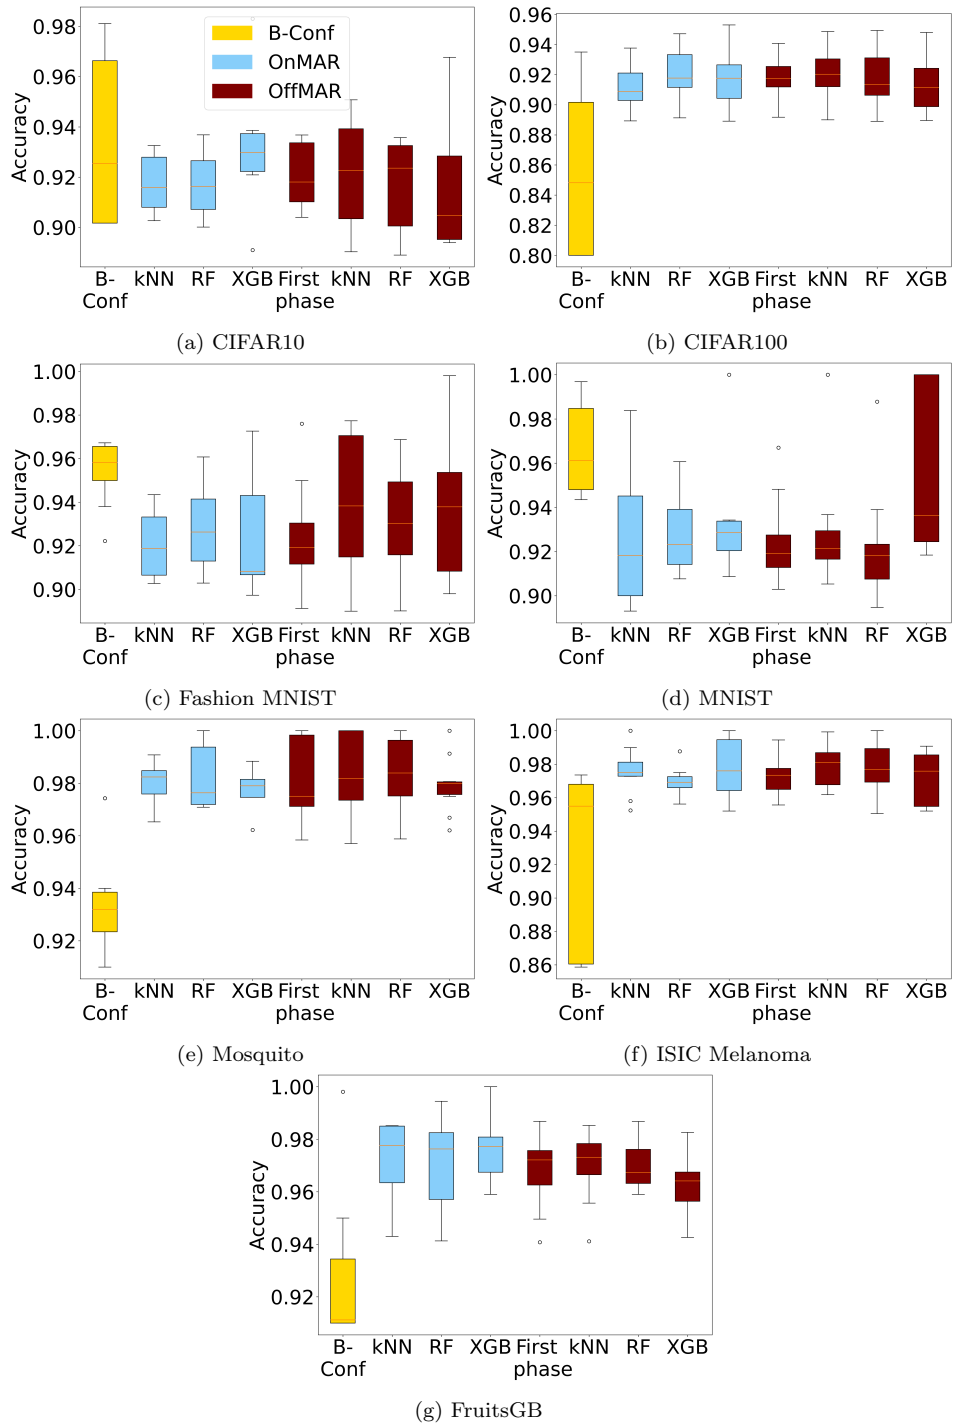 B-Conf
OnMAR
OffMAR
Accuracy
0.98
0.96
0.94
0.92
0.90
B-Conf kNN RF XGB First phase kNN RF XGB
(a) CIFAR10
Accuracy
0.96
0.94
0.92
0.90
0.88
0.86
0.84
0.82
0.80
B-Conf kNN RF XGB First phase kNN RF XGB
(b) CIFAR100
Accuracy
1.00
0.98
0.96
0.94
0.92
0.90
B-Conf kNN RF XGB First phase kNN RF XGB
(c) Fashion MNIST
Accuracy
1.00
0.98
0.96
0.94
0.92
0.90
B-Conf kNN RF XGB First phase kNN RF XGB
(d) MNIST
Accuracy
1.00
0.98
0.96
0.94
0.92
B-Conf kNN RF XGB First phase kNN RF XGB
(e) Mosquito
Accuracy
1.00
0.98
0.96
0.94
0.92
0.90
0.88
0.86
B-Conf kNN RF XGB First phase kNN RF XGB
(f) ISIC Melanoma
Accuracy
1.00
0.98
0.96
0.94
0.92
B-Conf kNN RF XGB First phase kNN RF XGB
(g) FruitsGB